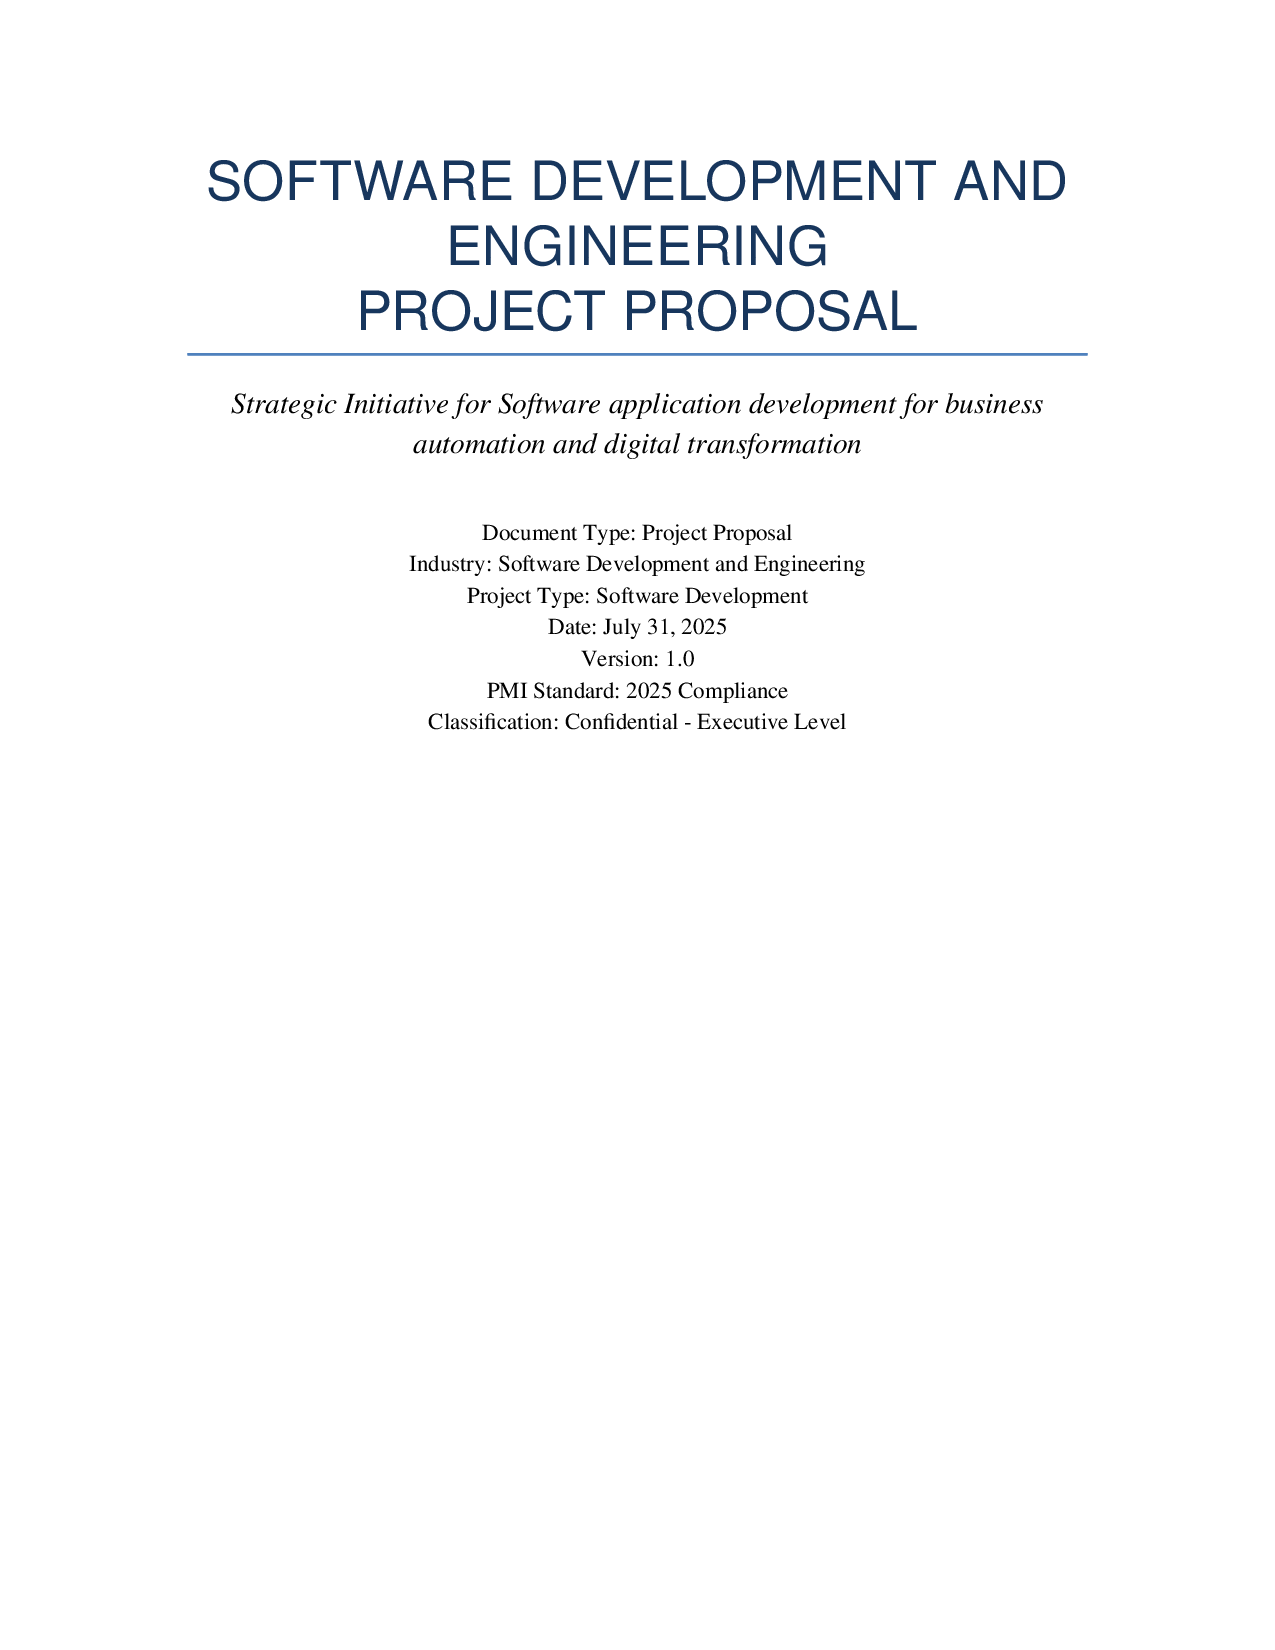 SOFTWARE DEVELOPMENT AND
ENGINEERING
PROJECT PROPOSAL
Strategic Initiative for Software application development for business
automation and digital transformation
Document Type: Project Proposal
Industry: Software Development and Engineering
Project Type: Software Development
Date: July 31, 2025
Version: 1.0
PMI Standard: 2025 Compliance
Classification: Confidential - Executive Level